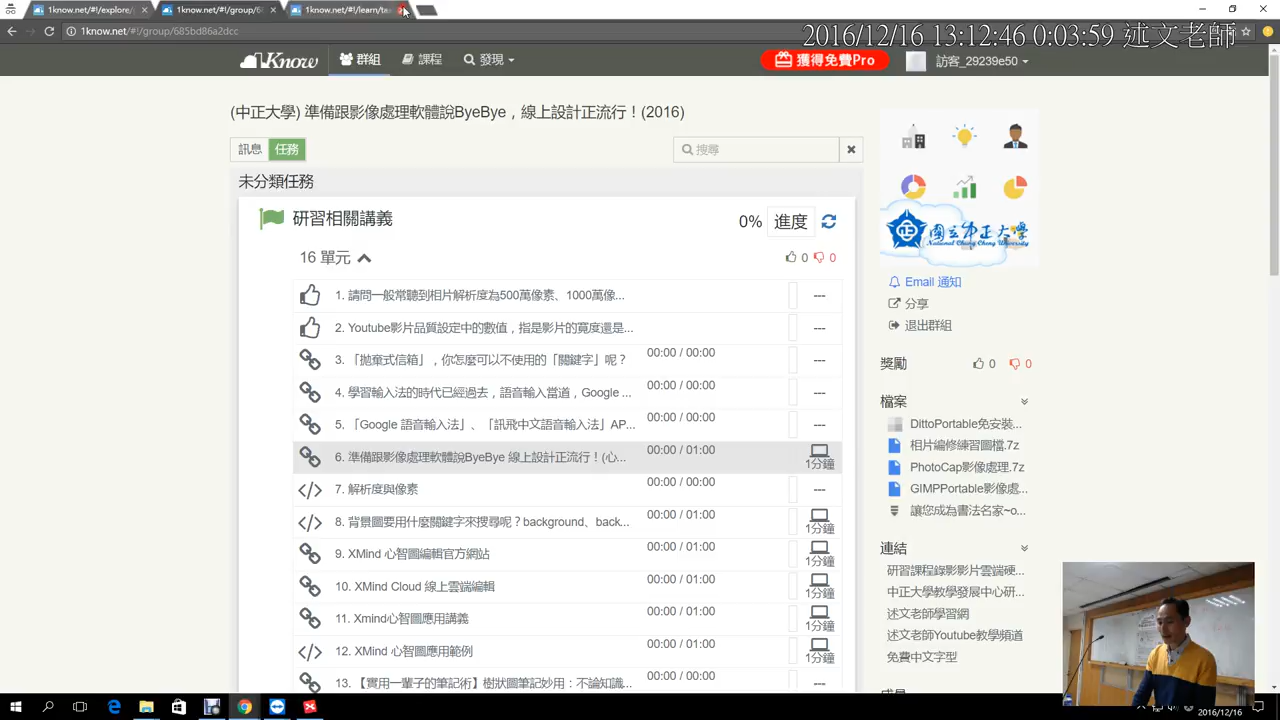 1know.net/#!/explore/
1know.net/#!/group/6
1know.net/#!/learn/ta
1know.net/#!/group/685bd86a2dcc
2016/12/16 13:12:46 0:03:59 述文老師
1Know
群組
課程
發現
獲得免費Pro
訪客_29239e50
(中正大學) 準備跟影像處理軟體說ByeBye，線上設計正流行！(2016)
訊息
任務
搜尋
未分類任務
研習相關講義
0%
進度
16 單元
0
0
1. 請問一般常聽到相片解析度為500萬像素、1000萬像...
---
2. Youtube影片品質設定中的數值，指是影片的寬度還是...
---
3. 「拋棄式信箱」，你怎麼可以不使用的「關鍵字」呢？
00:00 / 00:00
---
4. 學習輸入法的時代已經過去，語音輸入當道，Google ...
00:00 / 00:00
---
5. 「Google 語音輸入法」、「訊飛中文語音輸入法」AP...
00:00 / 00:00
---
6. 準備跟影像處理軟體說ByeBye 線上設計正流行！(心...
00:00 / 01:00
1分鐘
7. 解析度與像素
00:00 / 00:00
---
8. 背景圖要用什麼關鍵字來搜尋呢？background、back...
00:00 / 01:00
1分鐘
9. XMind 心智圖編輯官方網站
00:00 / 01:00
1分鐘
10. XMind Cloud 線上雲端編輯
00:00 / 01:00
1分鐘
11. Xmind心智圖應用講義
00:00 / 01:00
1分鐘
12. XMind 心智圖應用範例
00:00 / 01:00
1分鐘
13. 【實用一輩子的筆記術】樹狀圖筆記妙用：不論知識...
00:00 / 00:00
---
國立中正大學
National Chung Cheng University
Email 通知
分享
退出群組
獎勵
0
0
檔案
DittoPortable免安裝...
相片編修練習圖檔.7z
PhotoCap影像處理.7z
GIMPPortable影像處...
讓您成為書法名家~o...
連結
研習課程錄影影片雲端硬...
中正大學教學發展中心研...
述文老師學習網
述文老師Youtube教學頻道
免費中文字型
2016/12/16